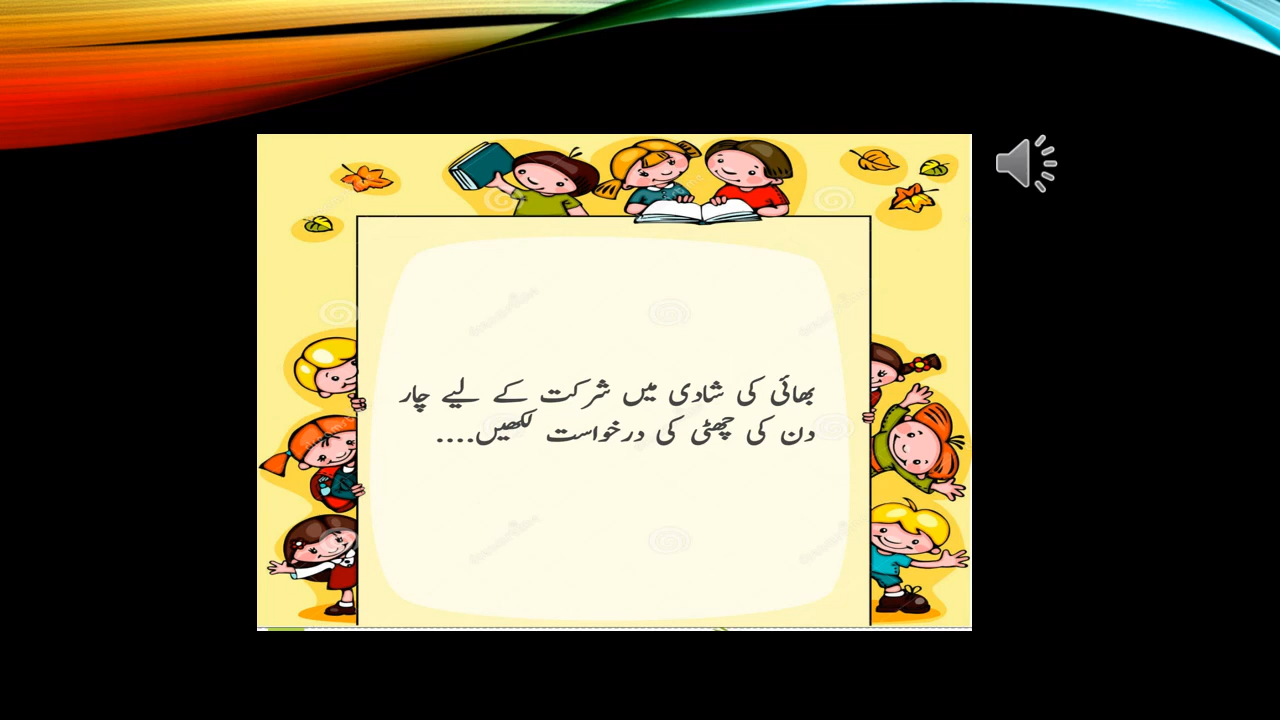 بھائی کی شادی میں شرکت کے لیے چار
دن کی چھٹی کی درخواست لکھیں....